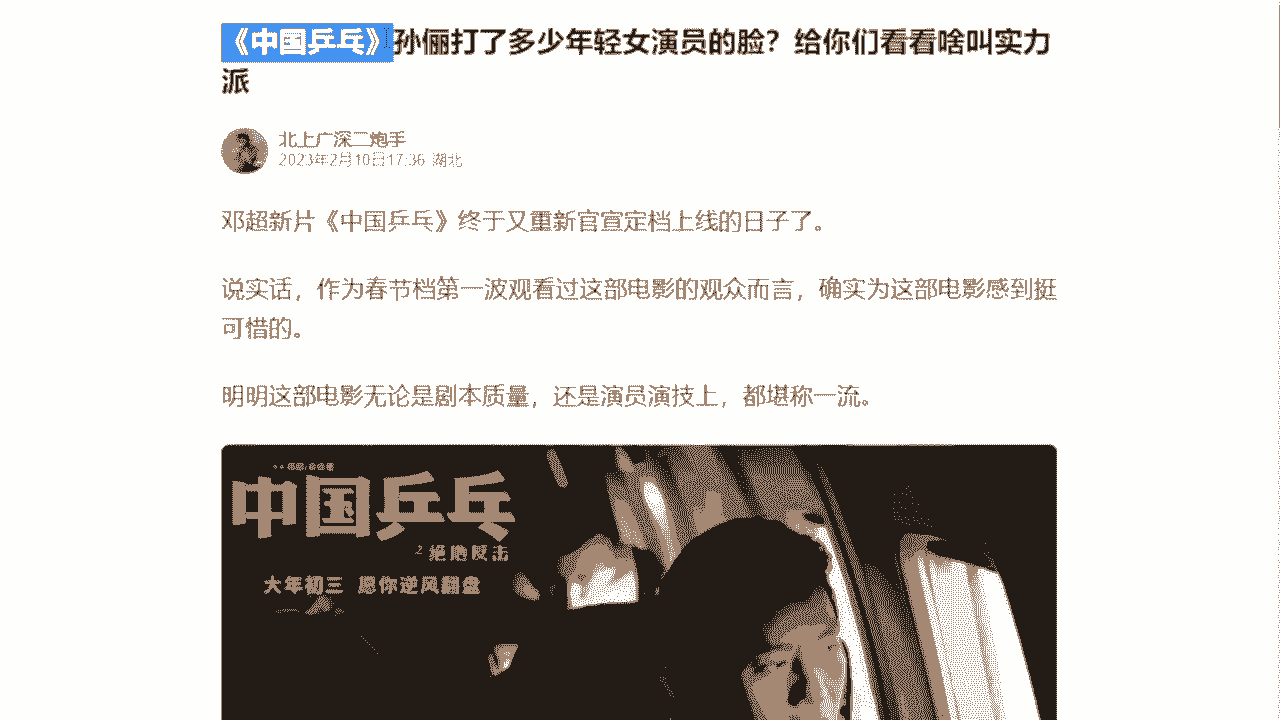 《中国乒乓》孙俪打了多少年轻女演员的脸？给你们看看啥叫实力
派
北上广深二炮手
2023年2月10日17:36 湖北
邓超新片《中国乒乓》终于又重新官宣定档上线的日子了。
说实话，作为春节档第一波观看过这部电影的观众而言，确实为这部电影感到挺
可惜的。
明明这部电影无论是剧本质量，还是演员演技上，都堪称一流。
中国乒乓
之绝地反击
大年初三 愿你逆风翻盘